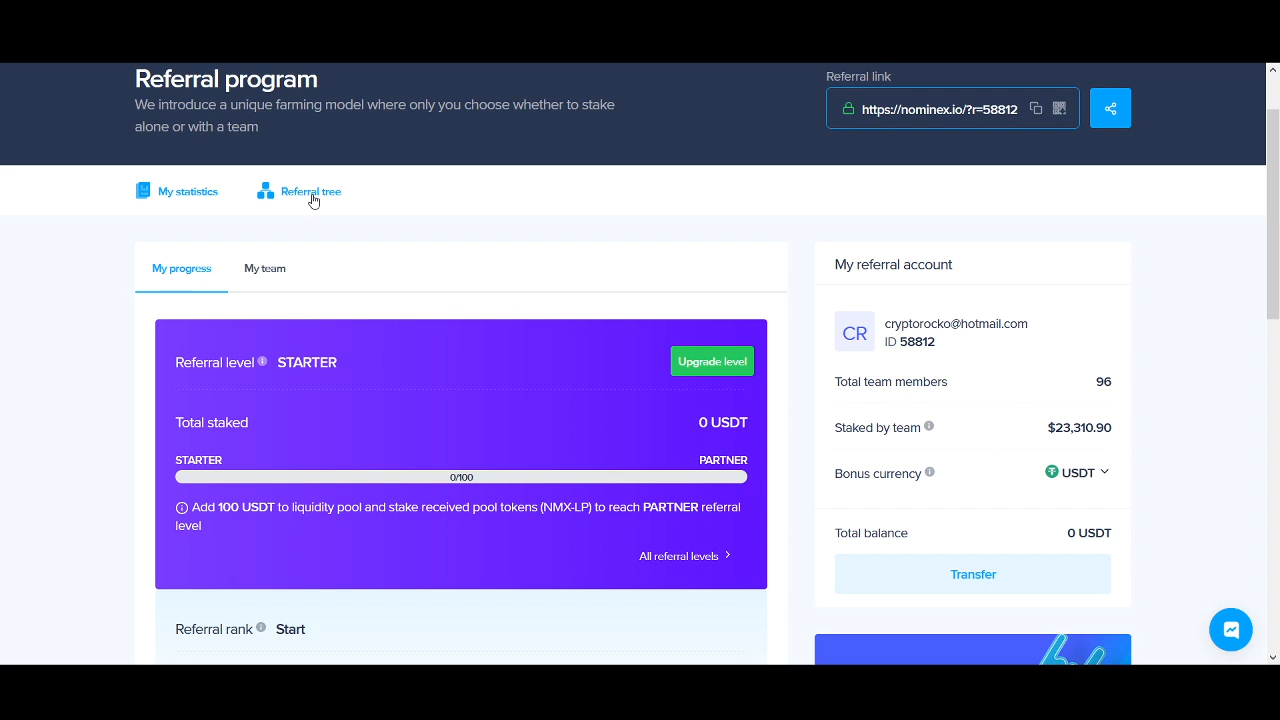 Referral program
We introduce a unique farming model where only you choose whether to stake
alone or with a team
Referral link
https://nominex.io/?r=58812
My statistics
Referral tree
My progress
My team
Referral level STARTER
Upgrade level
Total staked
0 USDT
STARTER
PARTNER
0/100
Add 100 USDT to liquidity pool and stake received pool tokens (NMX-LP) to reach PARTNER referral
level
All referral levels
Referral rank Start
My referral account
CR
cryptorocko@hotmail.com
ID 58812
Total team members 96
Staked by team $23,310.90
Bonus currency USDT
Total balance 0 USDT
Transfer